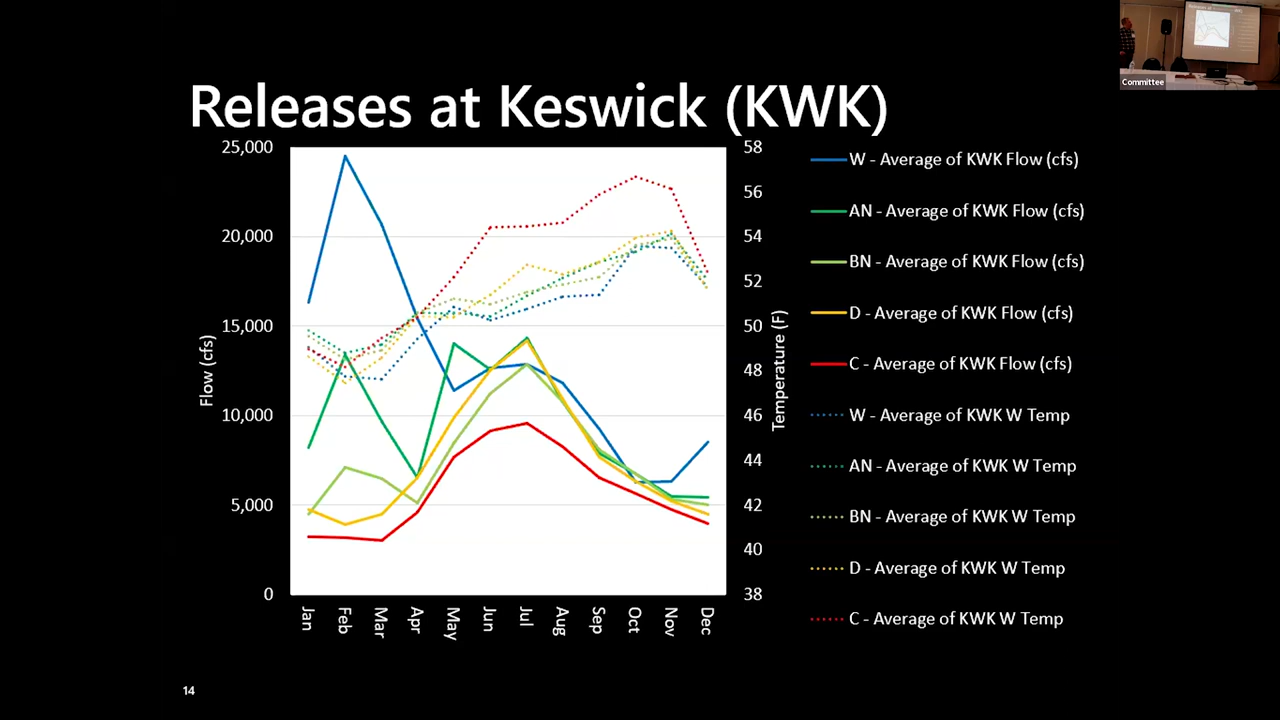 Committee
Releases at Keswick (KWK)
25,000
20,000
15,000
10,000
5,000
0
Flow (cfs)
58
56
54
52
50
48
46
44
42
40
38
Temperature (F)
Jan
Feb
Mar
Apr
May
Jun
Jul
Aug
Sep
Oct
Nov
Dec
W - Average of KWK Flow (cfs)
AN - Average of KWK Flow (cfs)
BN - Average of KWK Flow (cfs)
D - Average of KWK Flow (cfs)
C - Average of KWK Flow (cfs)
W - Average of KWK W Temp
AN - Average of KWK W Temp
BN - Average of KWK W Temp
D - Average of KWK W Temp
C - Average of KWK W Temp
14